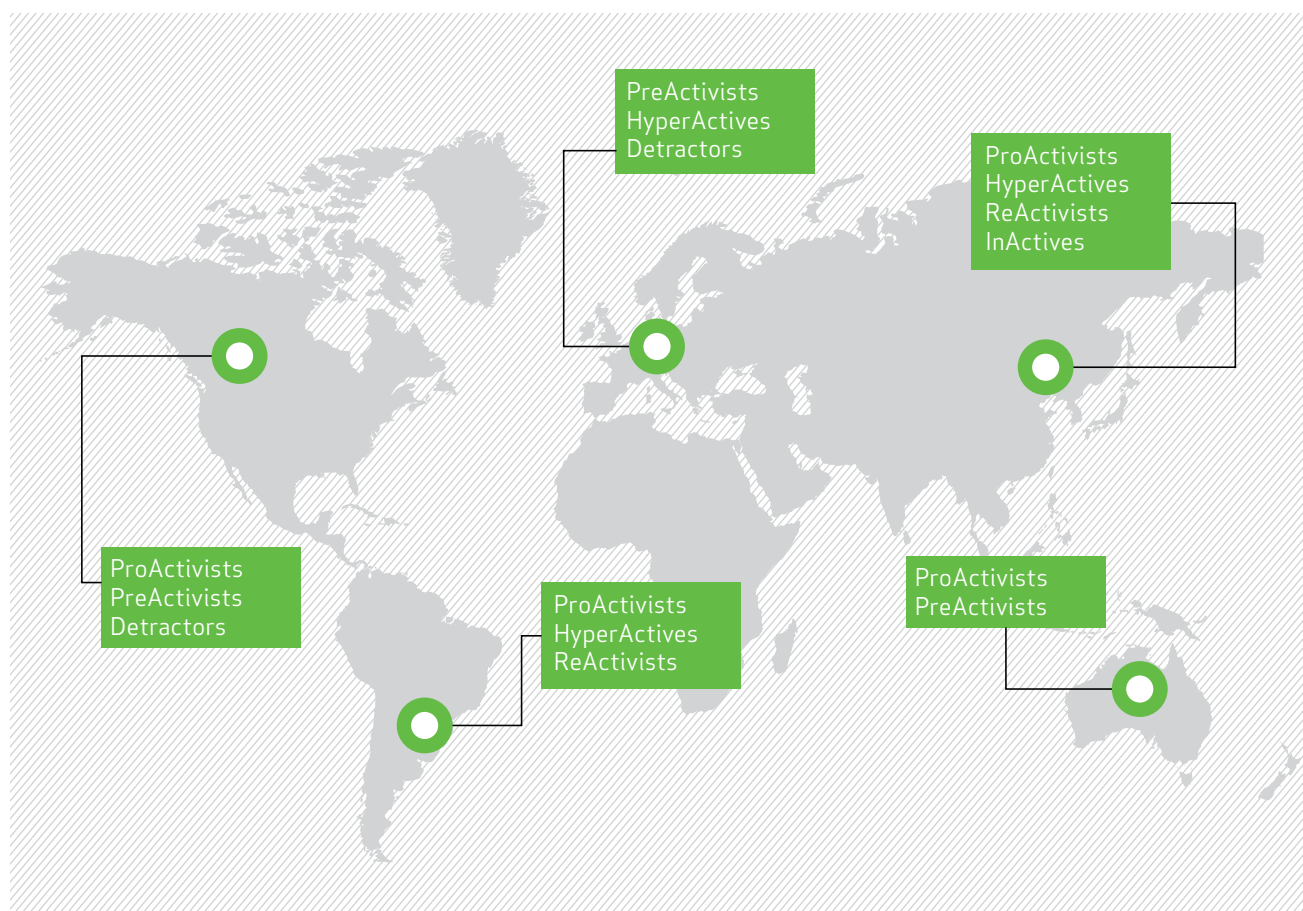 PreActivists
HyperActives
Detractors
ProActivists
HyperActives
ReActivists
InActives
ProActivists
PreActivists
Detractors
ProActivists
HyperActives
ReActivists
ProActivists
PreActivists